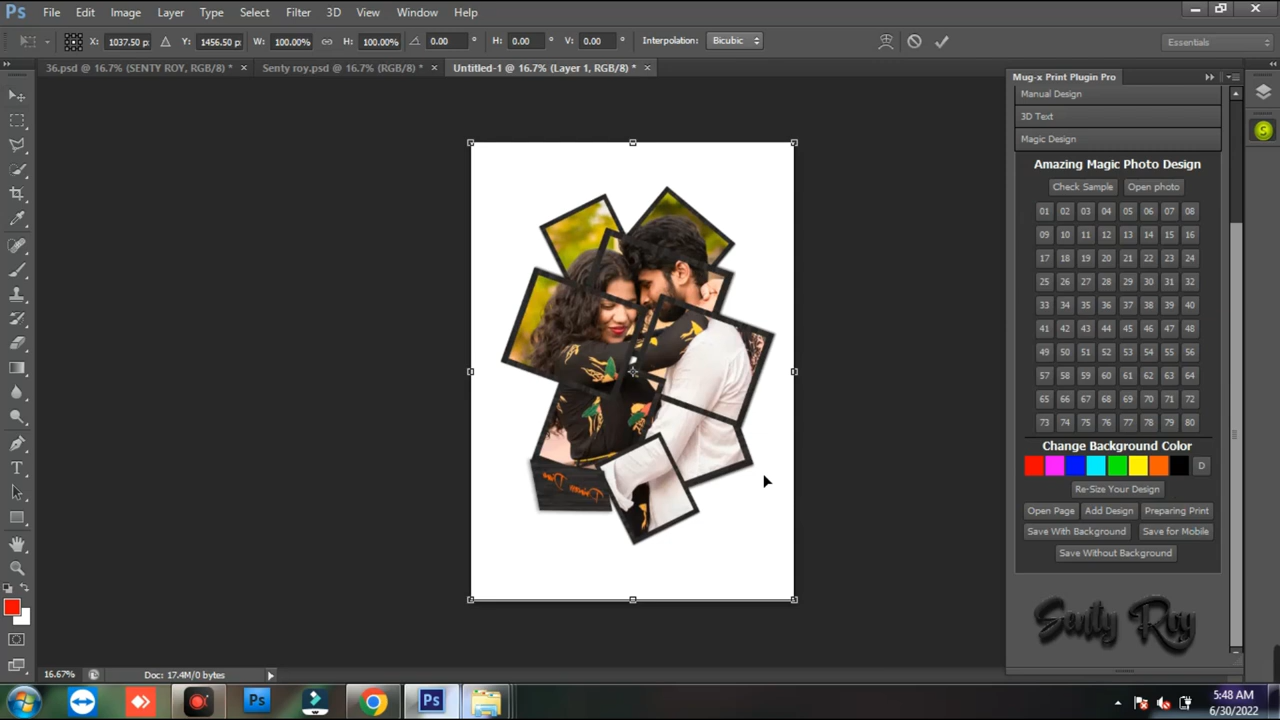 Ps File Edit Image Layer Type Select Filter 3D View Window Help
X: 1037.50 p: Y: 1456.50 p: W: 100.00% H: 100.00% 0.00 ° H: 0.00 ° V: 0.00 ° Interpolation: Bicubic Essentials
36.psd @ 16.7% (SENTY ROY, RGB/8) * × Senty roy.psd @ 16.7% (RGB/8) * × Untitled-1 @ 16.7% (Layer 1, RGB/8) * ×
Mug-x Print Plugin Pro
Manual Design
3D Text
Magic Design
Amazing Magic Photo Design
Check Sample Open photo
01 02 03 04 05 06 07 08
09 10 11 12 13 14 15 16
17 18 19 20 21 22 23 24
25 26 27 28 29 30 31 32
33 34 35 36 37 38 39 40
41 42 43 44 45 46 47 48
49 50 51 52 53 54 55 56
57 58 59 60 61 62 63 64
65 66 67 68 69 70 71 72
73 74 75 76 77 78 79 80
Change Background Color
D
Re-Size Your Design
Open Page Add Design Preparing Print
Save With Background Save for Mobile
Save Without Background
Senty Roy
16.67% Doc: 17.4M/0 bytes
Ps Ps
5:48 AM
6/30/2022